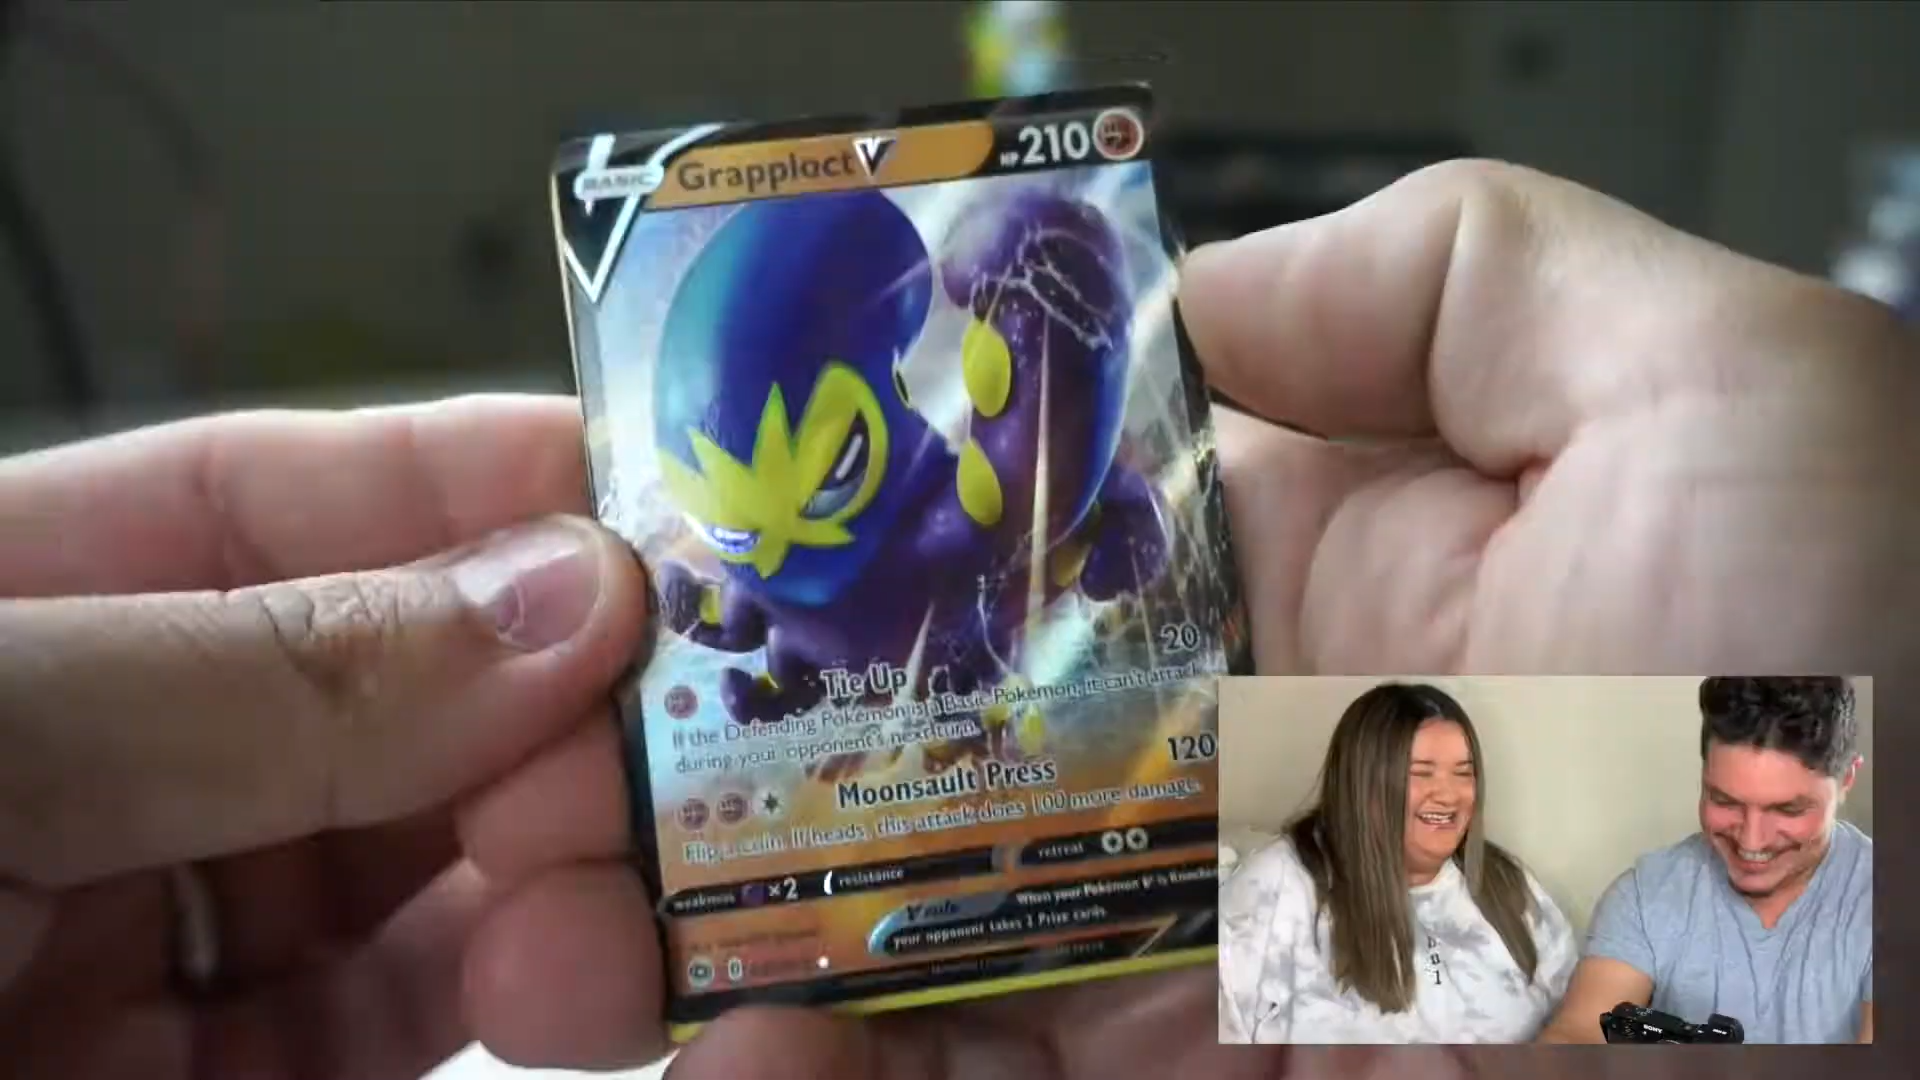 BASIC
Grapploct V
HP 210
Tie Up 20
If the Defending Pokémon is a Basic Pokémon, it can't attack
during your opponent's next turn.
Moonsault Press 120
Flip a coin. If heads, this attack does 100 more damage.
weakness ×2 resistance retreat
V rule When your Pokémon V is Knocked
your opponent takes 2 Prize cards.
D
SONY